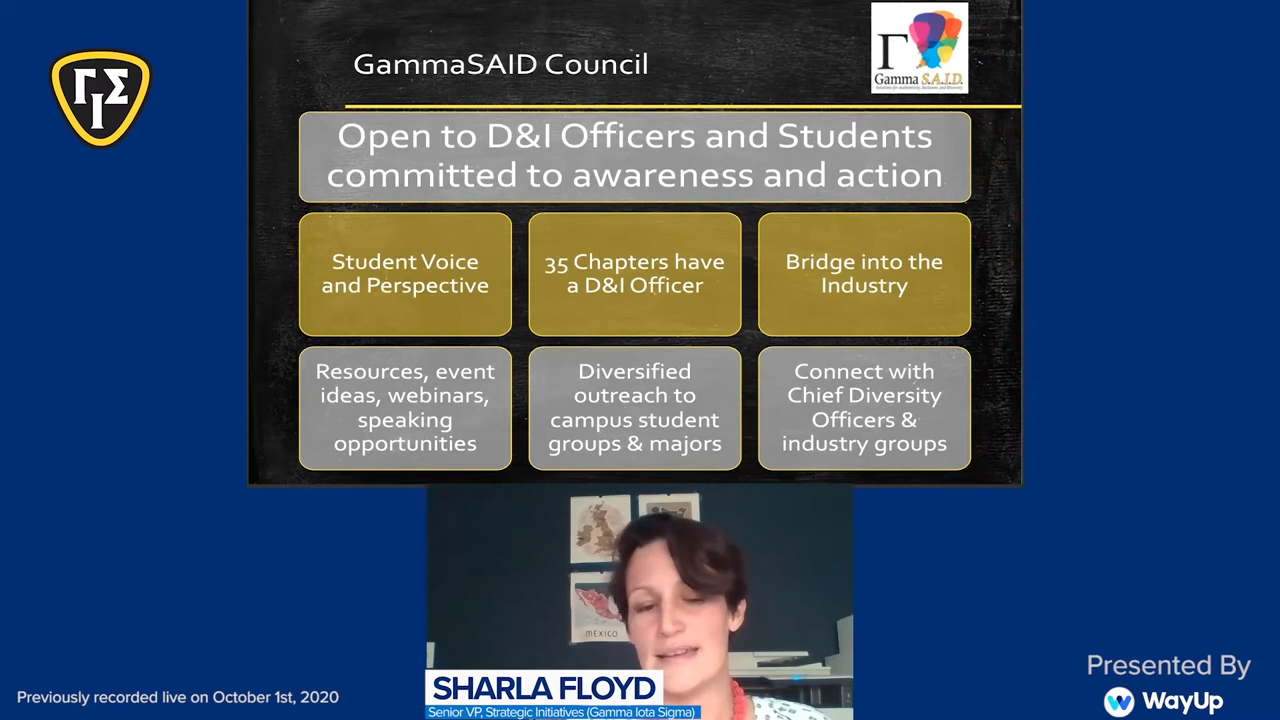 GammaSAID Council
Γ
Gamma S.A.I.D.
ΓΙΣ
Open to D&I Officers and Students
committed to awareness and action
Student Voice
and Perspective
35 Chapters have
a D&I Officer
Bridge into the
Industry
Resources, event
ideas, webinars,
speaking
opportunities
Diversified
outreach to
campus student
groups & majors
Connect with
Chief Diversity
Officers &
industry groups
MEXICO
SHARLA FLOYD
Senior VP, Strategic Initiatives (Gamma Iota Sigma)
Previously recorded live on October 1st, 2020
Presented By
WayUp